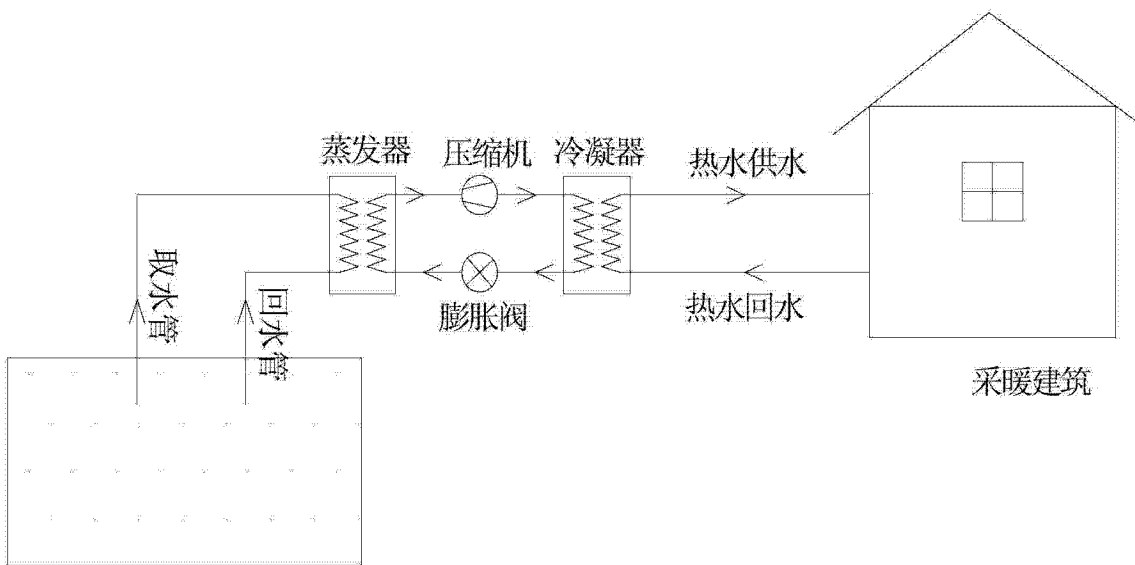 蒸发器
压缩机
冷凝器
热水供水
取水管
回水管
膨胀阀
热水回水
采暖建筑